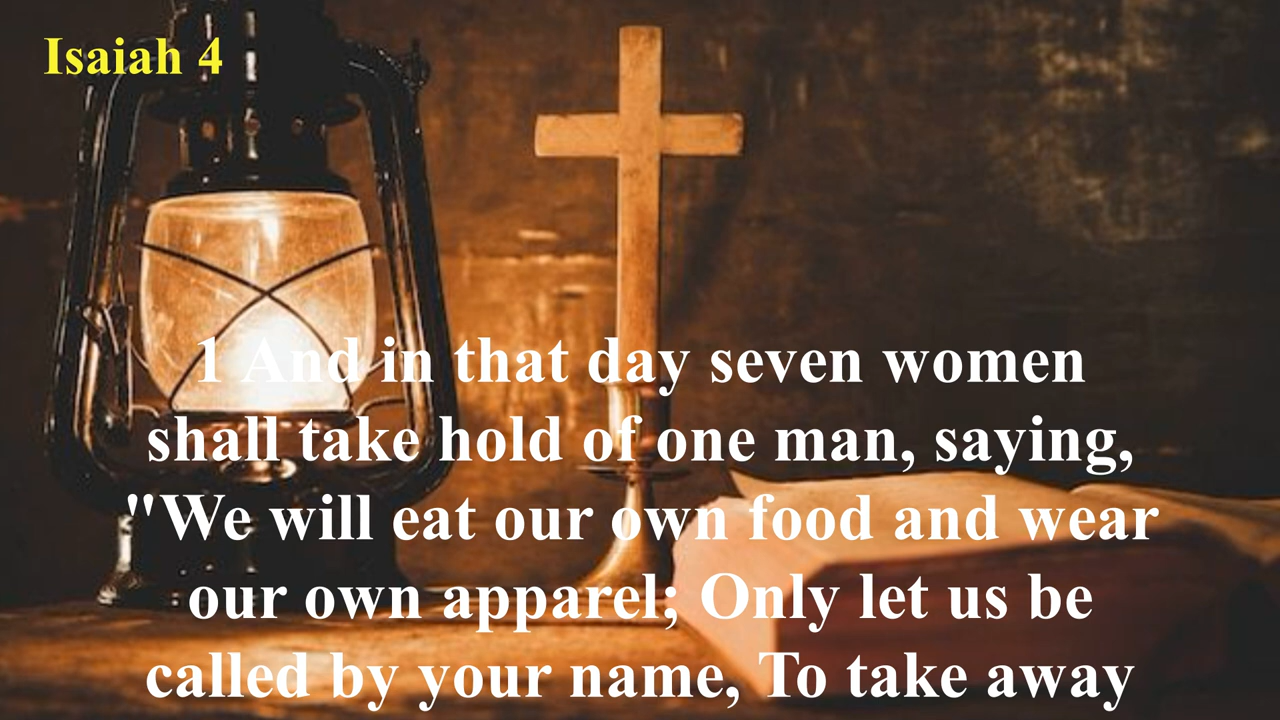 Isaiah 4
1 And in that day seven women
shall take hold of one man, saying,
"We will eat our own food and wear
our own apparel; Only let us be
called by your name, To take away